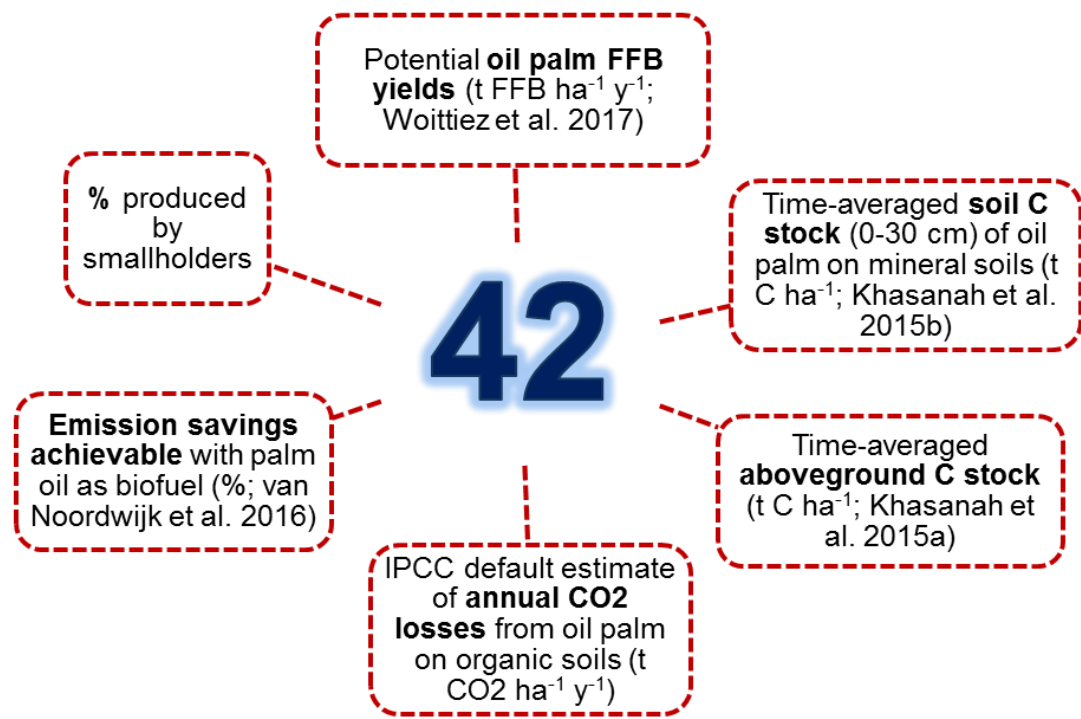 Potential oil palm FFB
yields (t FFB ha⁻¹ y⁻¹;
Woittiez et al. 2017)
% produced
by
smallholders
Time-averaged soil C
stock (0-30 cm) of oil
palm on mineral soils (t
C ha⁻¹; Khasanah et al.
2015b)
42
Emission savings
achievable with palm
oil as biofuel (%; van
Noordwijk et al. 2016)
Time-averaged
aboveground C stock
(t C ha⁻¹; Khasanah et
al. 2015a)
IPCC default estimate
of annual CO2
losses from oil palm
on organic soils (t
CO2 ha⁻¹ y⁻¹)